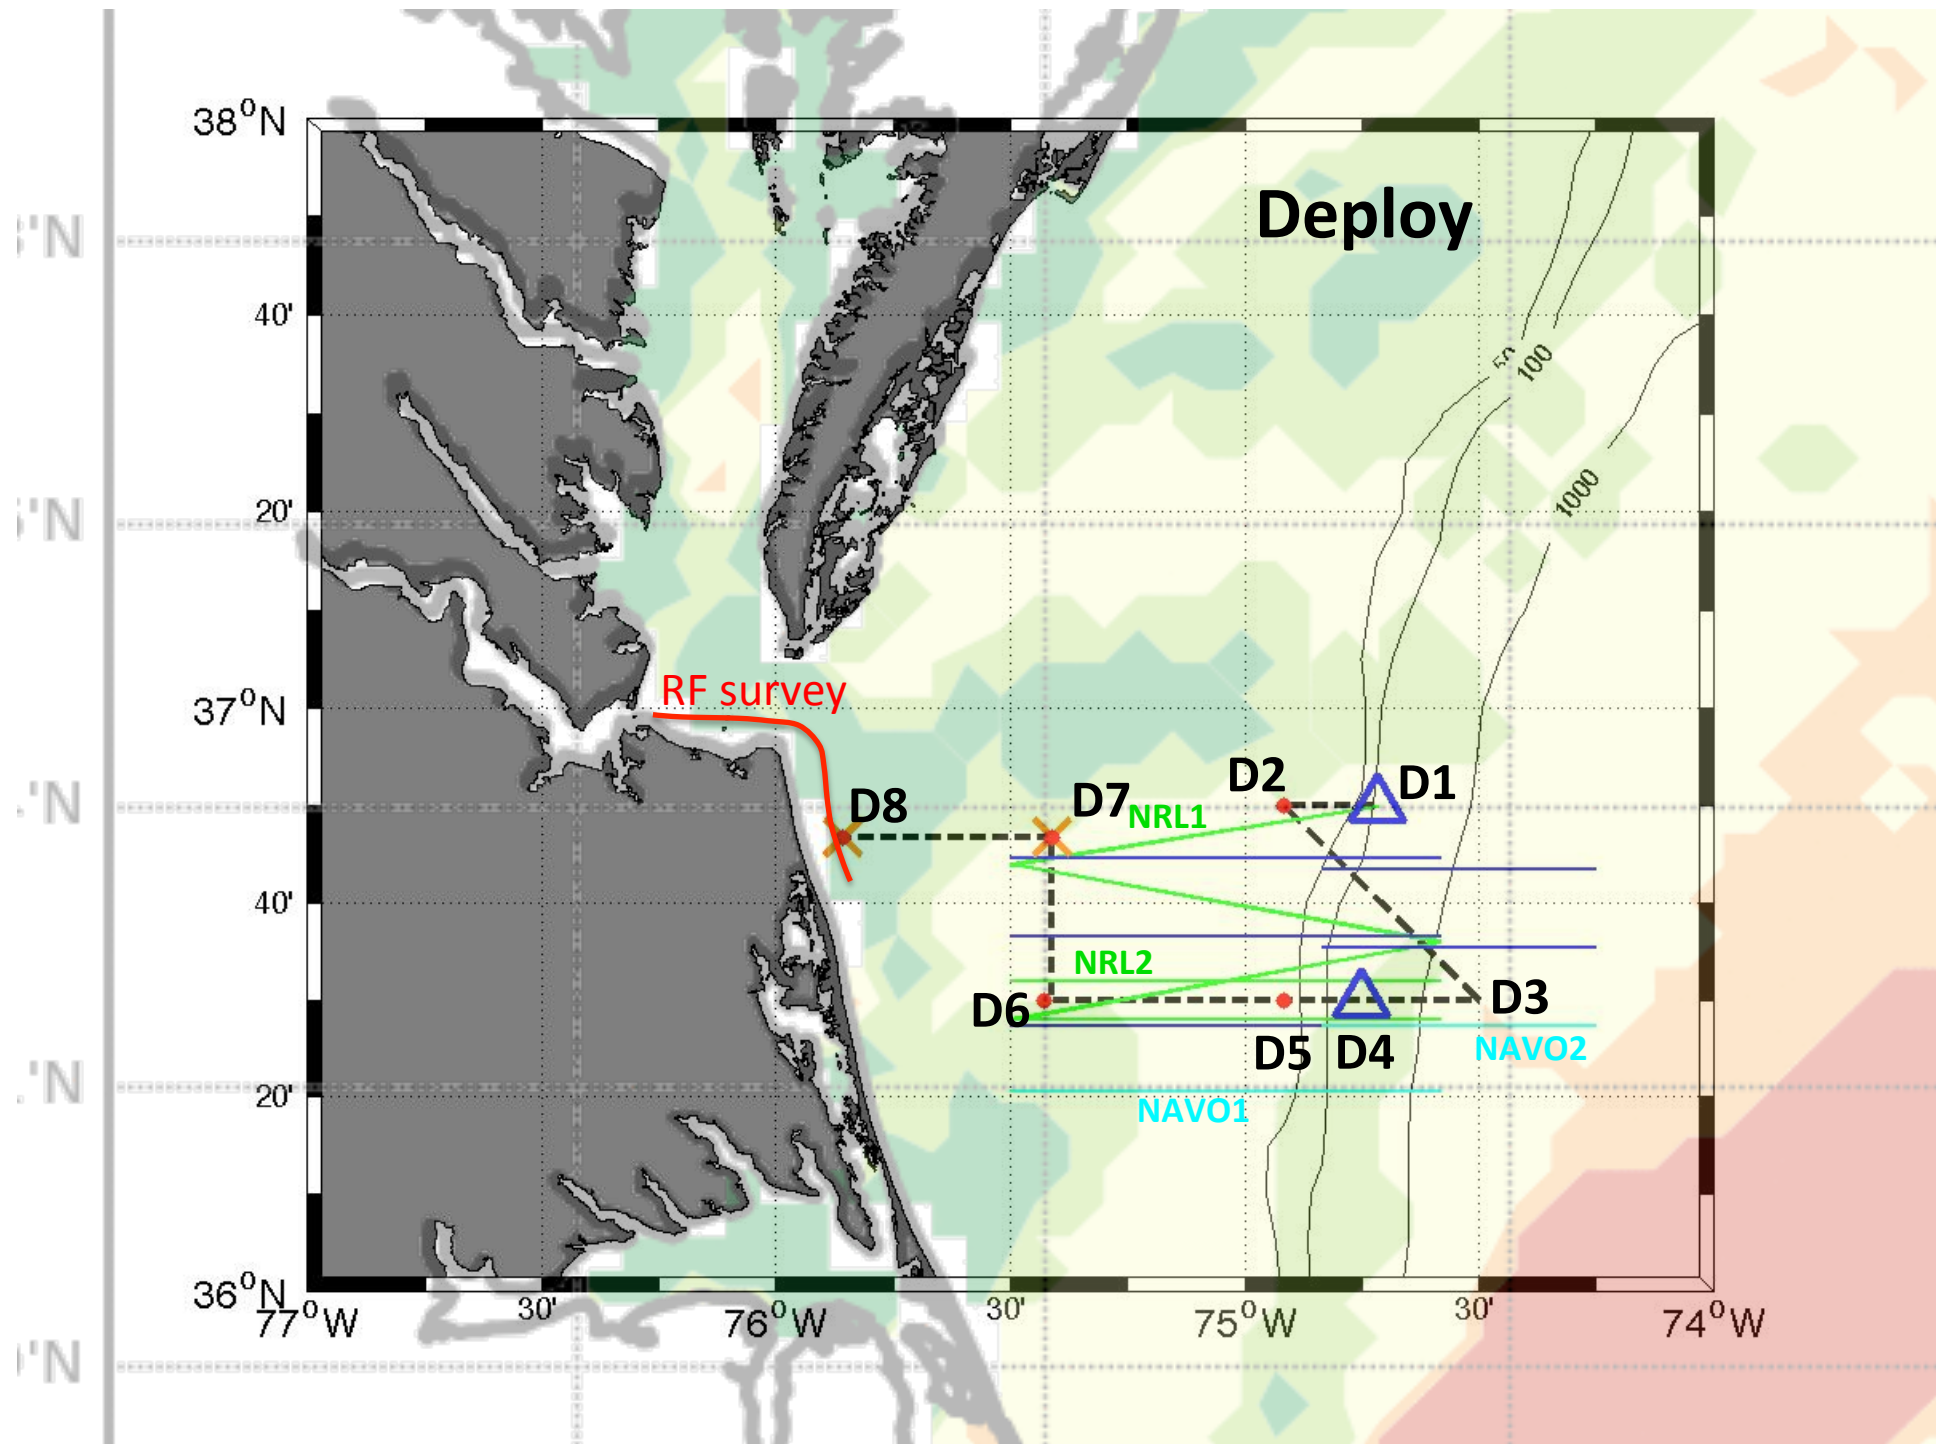 38°N
Deploy
'N
40'
50
100
1000
20'
'N
RF survey
37°N
D2
D1
D8
D7
NRL1
'N
40'
NRL2
D6
D3
D5
D4
NAVO2
'N
20'
NAVO1
36°N
77°W
30'
76°W
30'
75°W
30'
74°W
'N